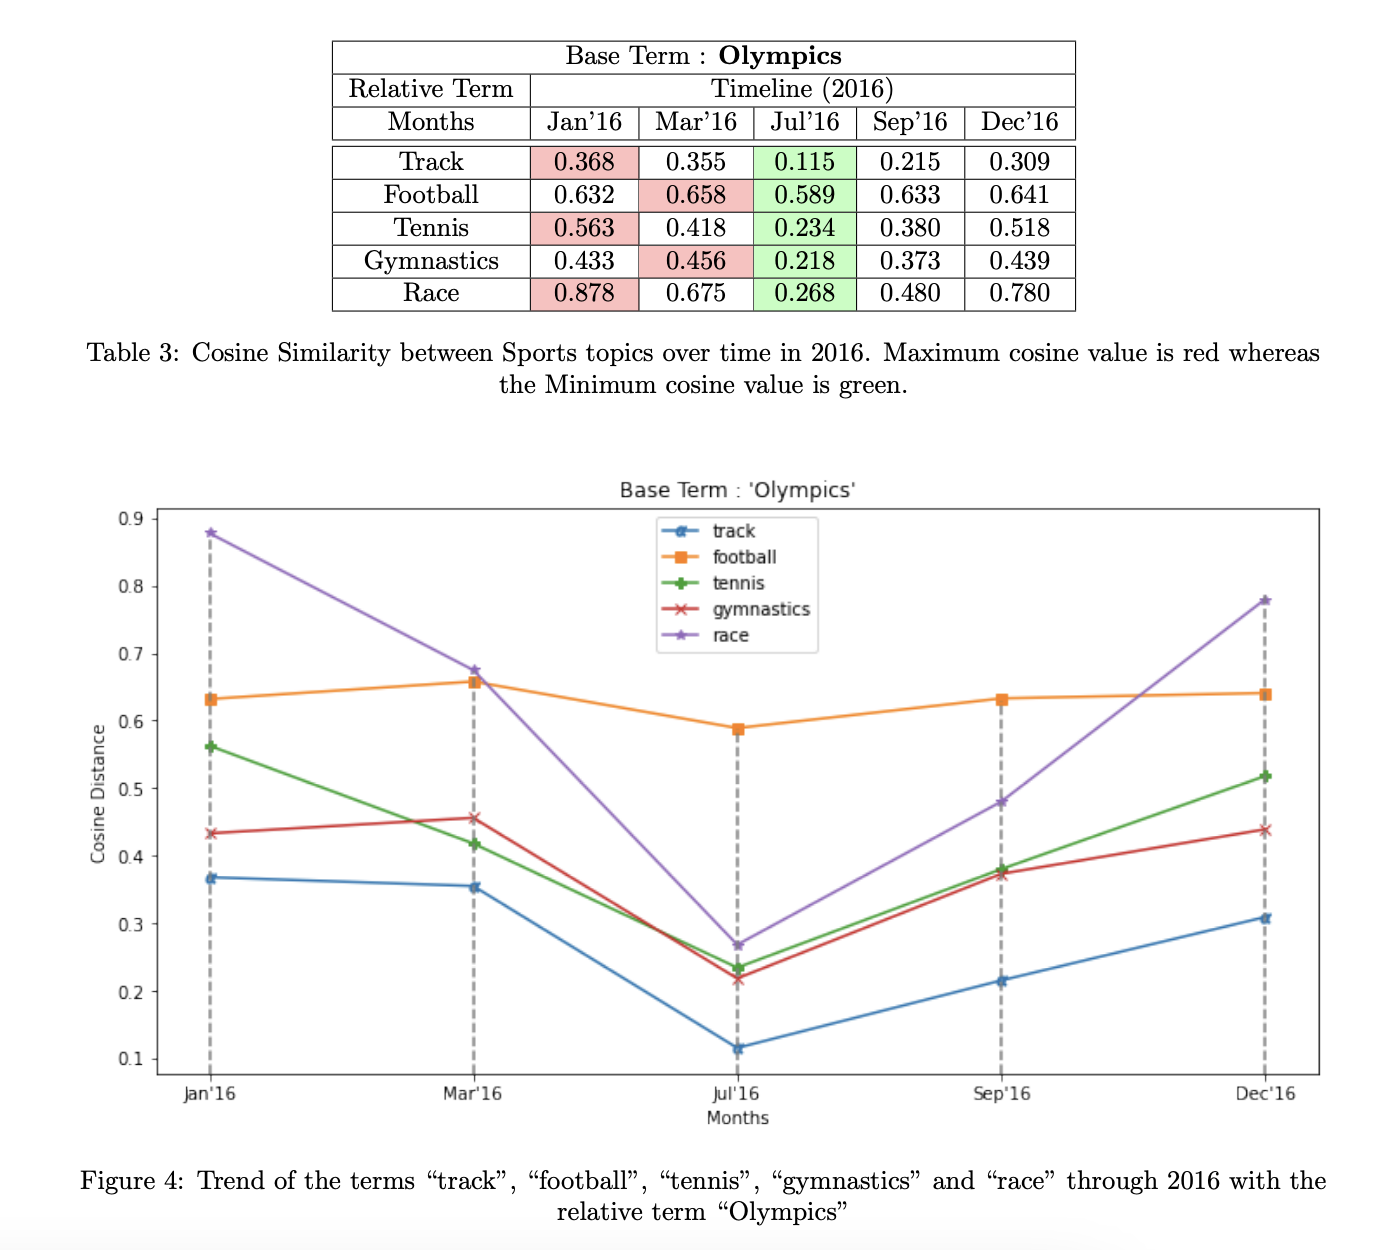 Base Term : Olympics
Relative Term Timeline (2016)
Months Jan’16 Mar’16 Jul’16 Sep’16 Dec’16
Track 0.368 0.355 0.115 0.215 0.309
Football 0.632 0.658 0.589 0.633 0.641
Tennis 0.563 0.418 0.234 0.380 0.518
Gymnastics 0.433 0.456 0.218 0.373 0.439
Race 0.878 0.675 0.268 0.480 0.780
Table 3: Cosine Similarity between Sports topics over time in 2016. Maximum cosine value is red whereas
the Minimum cosine value is green.
Base Term : 'Olympics'
track
football
tennis
gymnastics
race
Cosine Distance
0.9
0.8
0.7
0.6
0.5
0.4
0.3
0.2
0.1
Jan'16 Mar'16 Jul'16 Sep'16 Dec'16
Months
Figure 4: Trend of the terms “track”, “football”, “tennis”, “gymnastics” and “race” through 2016 with the
relative term “Olympics”